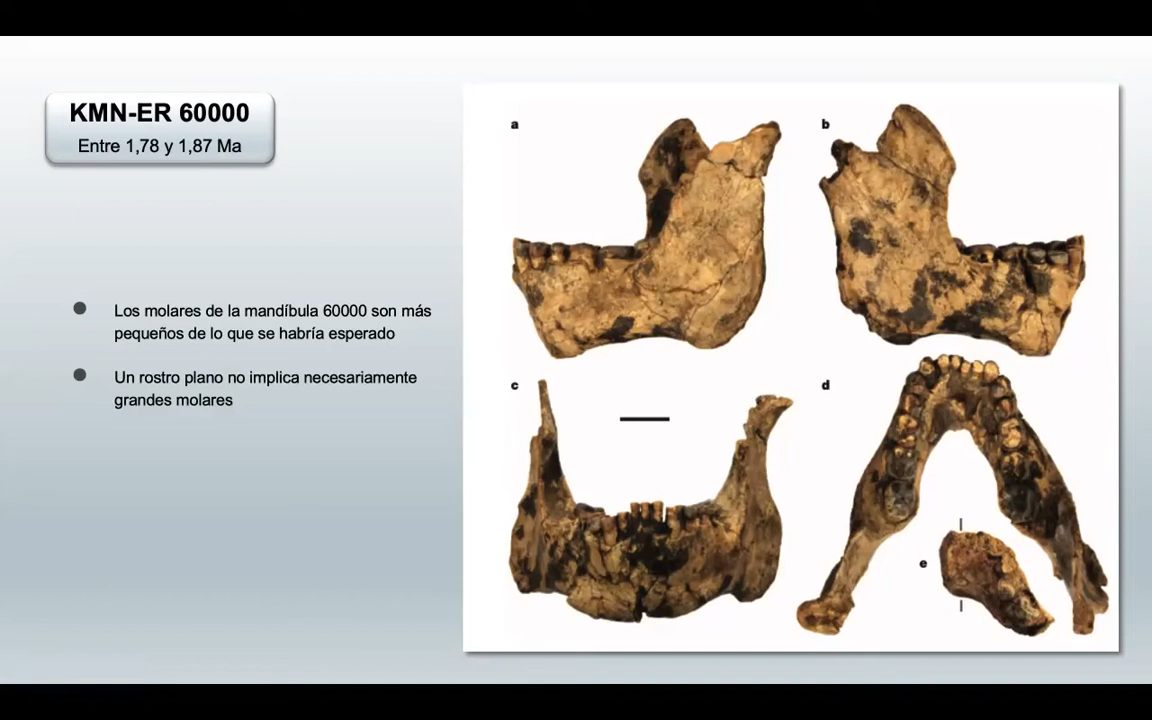 KMN-ER 60000
Entre 1,78 y 1,87 Ma
Los molares de la mandíbula 60000 son más
pequeños de lo que se habría esperado
Un rostro plano no implica necesariamente
grandes molares
a
b
c
d
e